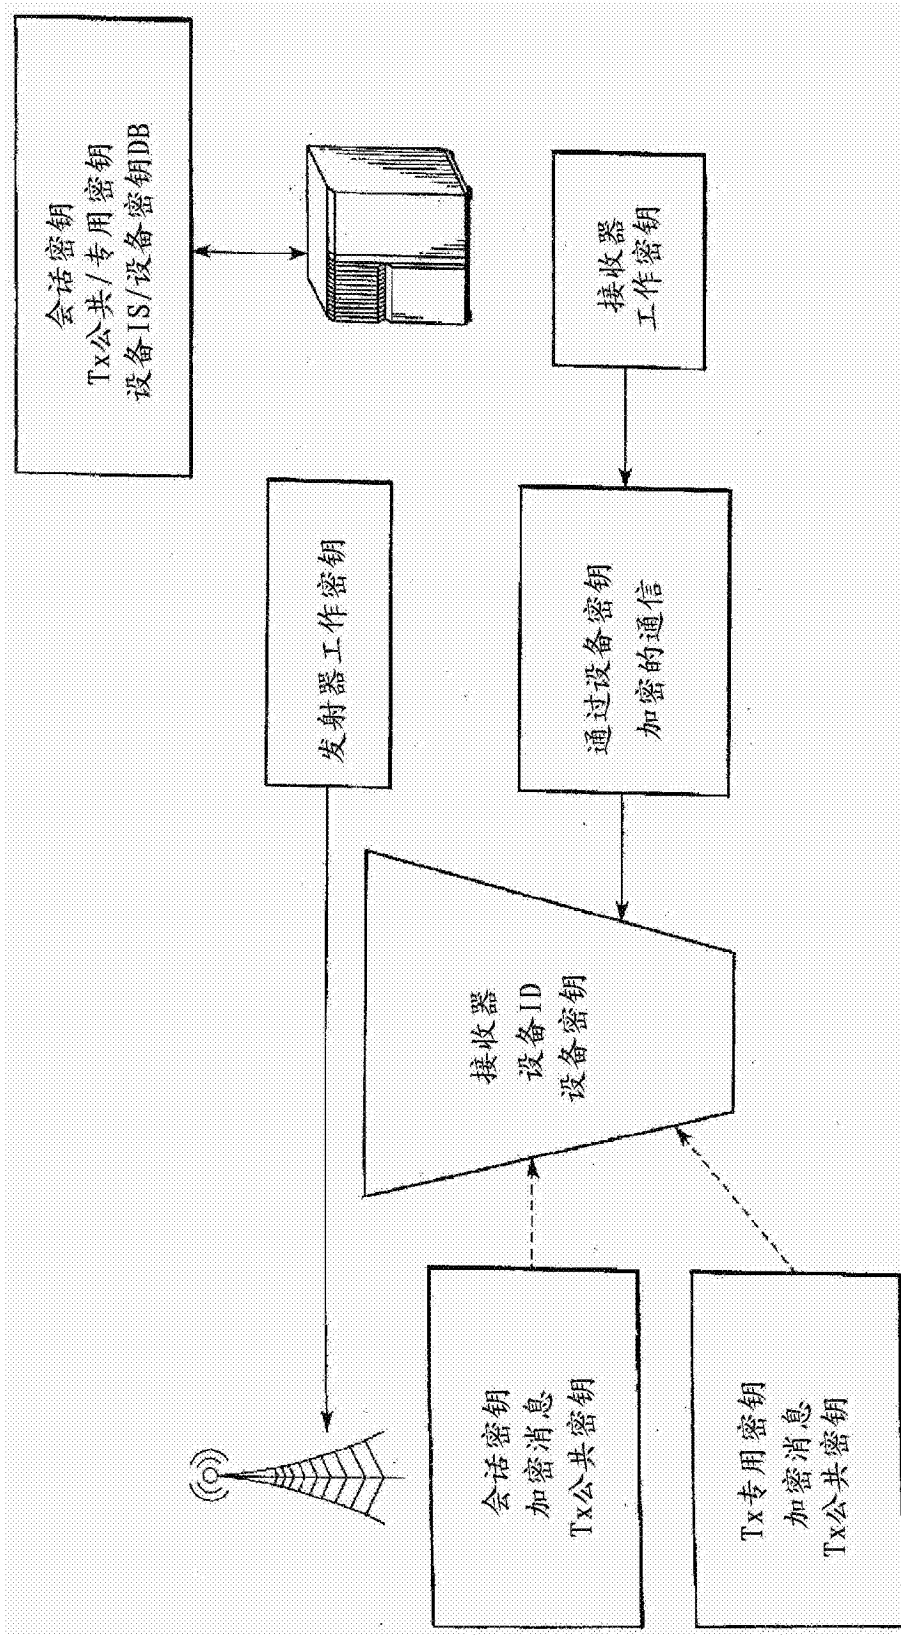 会话密钥
Tx公共/专用密钥
设备IS/设备密钥DB
发射器工作密钥
接收器
工作密钥
通过设备密钥
加密的通信
接收器
设备ID
设备密钥
会话密钥
加密消息
Tx公共密钥
Tx专用密钥
加密消息
Tx公共密钥